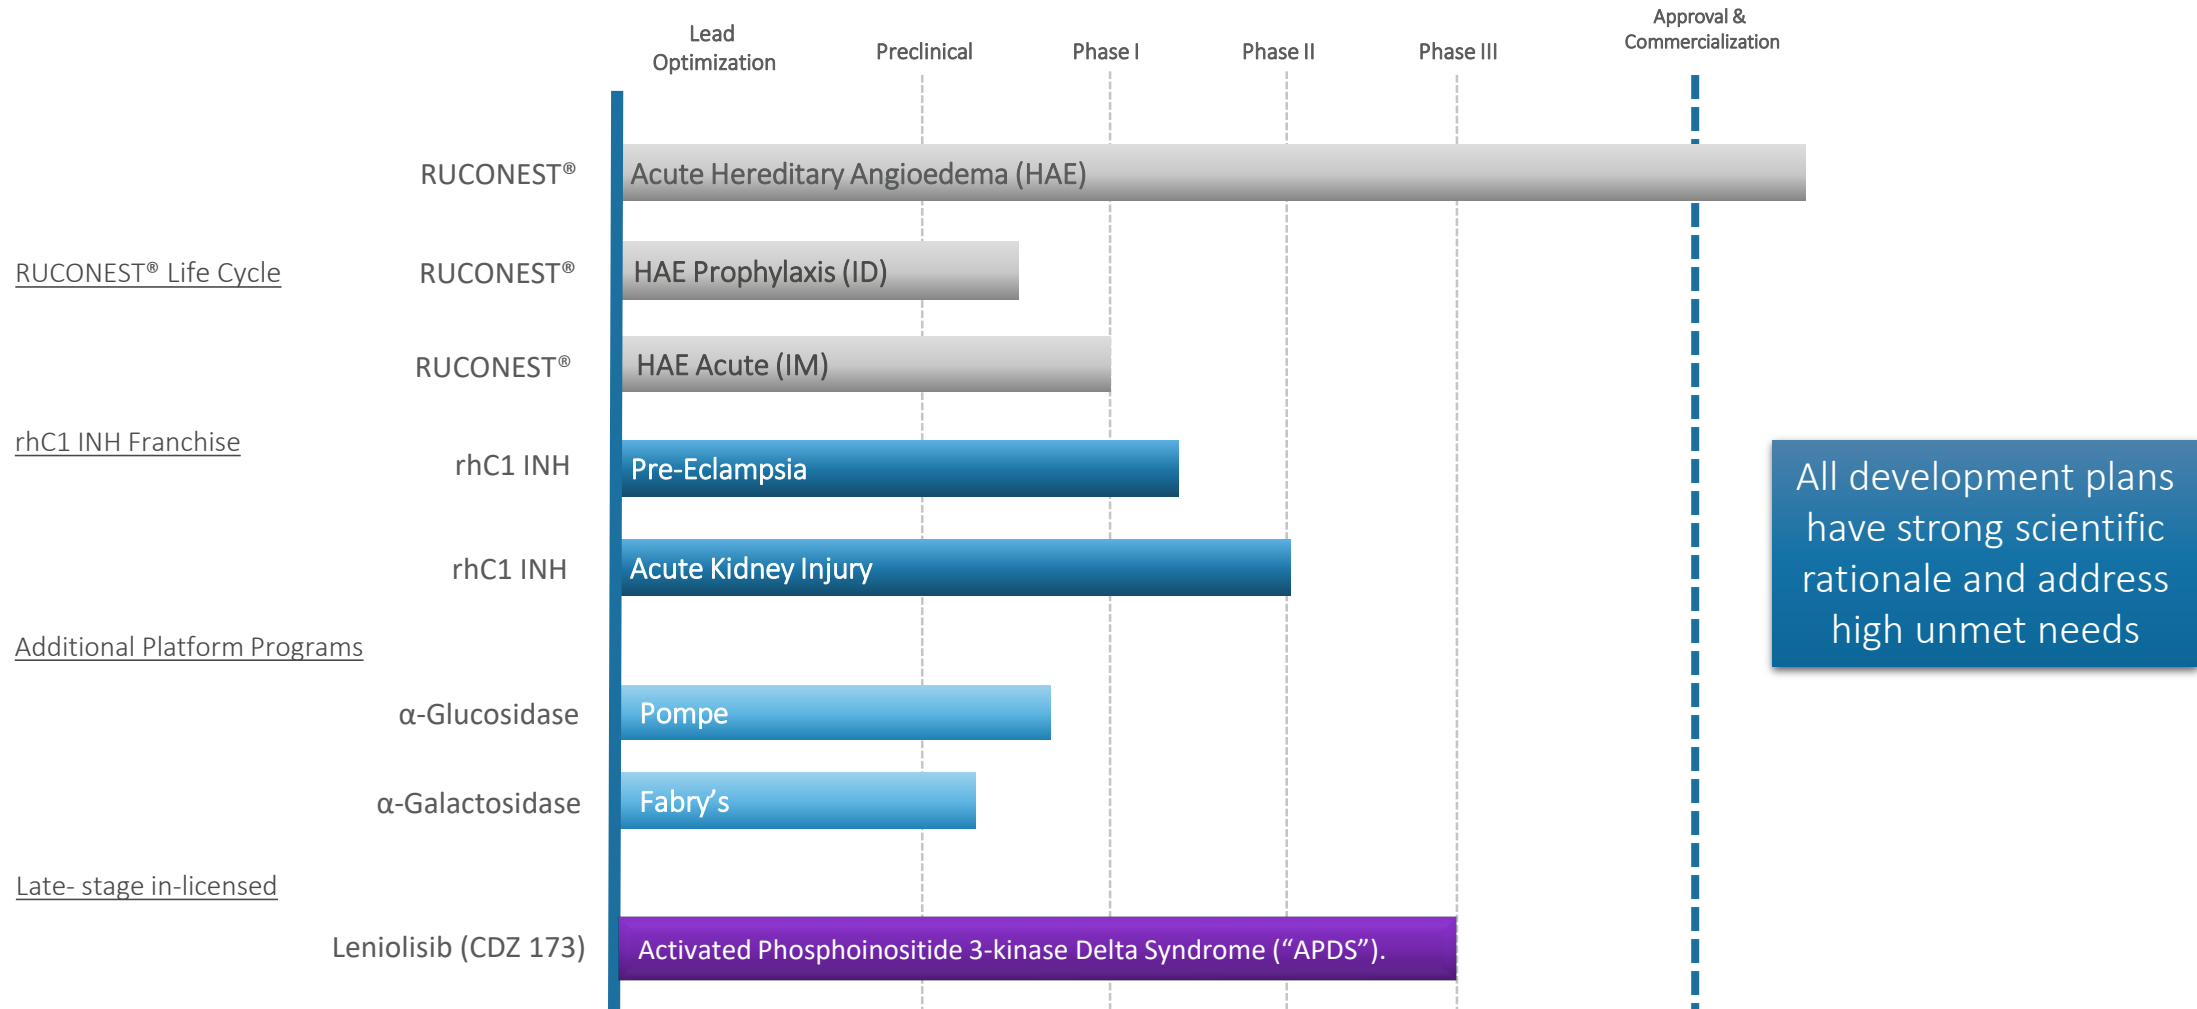 Lead
Optimization
Preclinical
Phase I
Phase II
Phase III
Approval &
Commercialization
RUCONEST®
Acute Hereditary Angioedema (HAE)
RUCONEST® Life Cycle
RUCONEST®
HAE Prophylaxis (ID)
RUCONEST®
HAE Acute (IM)
rhC1 INH Franchise
rhC1 INH
Pre-Eclampsia
rhC1 INH
Acute Kidney Injury
All development plans
have strong scientific
rationale and address
high unmet needs
Additional Platform Programs
α-Glucosidase
Pompe
α-Galactosidase
Fabry’s
Late- stage in-licensed
Leniolisib (CDZ 173)
Activated Phosphoinositide 3-kinase Delta Syndrome (“APDS”).